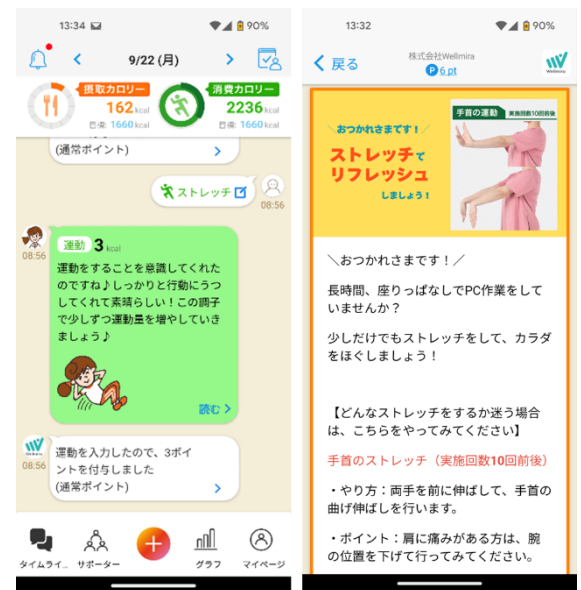 13:34
90%
9/22 (月)
摂取カロリー
162 kcal
目標: 1660 kcal
消費カロリー
2236 kcal
目標: 1660 kcal
(通常ポイント)
ストレッチ
08:56
08:56
運動 3 kcal
運動をすることを意識してくれた
のですね♪しっかりと行動にうつ
してくれて素晴らしい！この調子
で少しずつ運動量を増やしていき
ましょう♪
読む
Wellmira
08:56
運動を入力したので、3ポイ
ントを付与しました
(通常ポイント)
タイムライ...
サポーター
グラフ
マイページ
13:32
90%
戻る
株式会社Wellmira
P 6 pt
Wellmira
＼おつかれさまです！／
ストレッチで
リフレッシュ
しましょう！
手首の運動 実施回数10回前後
＼おつかれさまです！／
長時間、座りっぱなしでPC作業をして
いませんか？
少しだけでもストレッチをして、カラダ
をほぐしましょう！
【どんなストレッチをするか迷う場合
は、こちらをやってみてください】
手首のストレッチ（実施回数10回前後）
・やり方：両手を前に伸ばして、手首の
曲げ伸ばしを行います。
・ポイント：肩に痛みがある方は、腕
の位置を下げて行ってみてください。